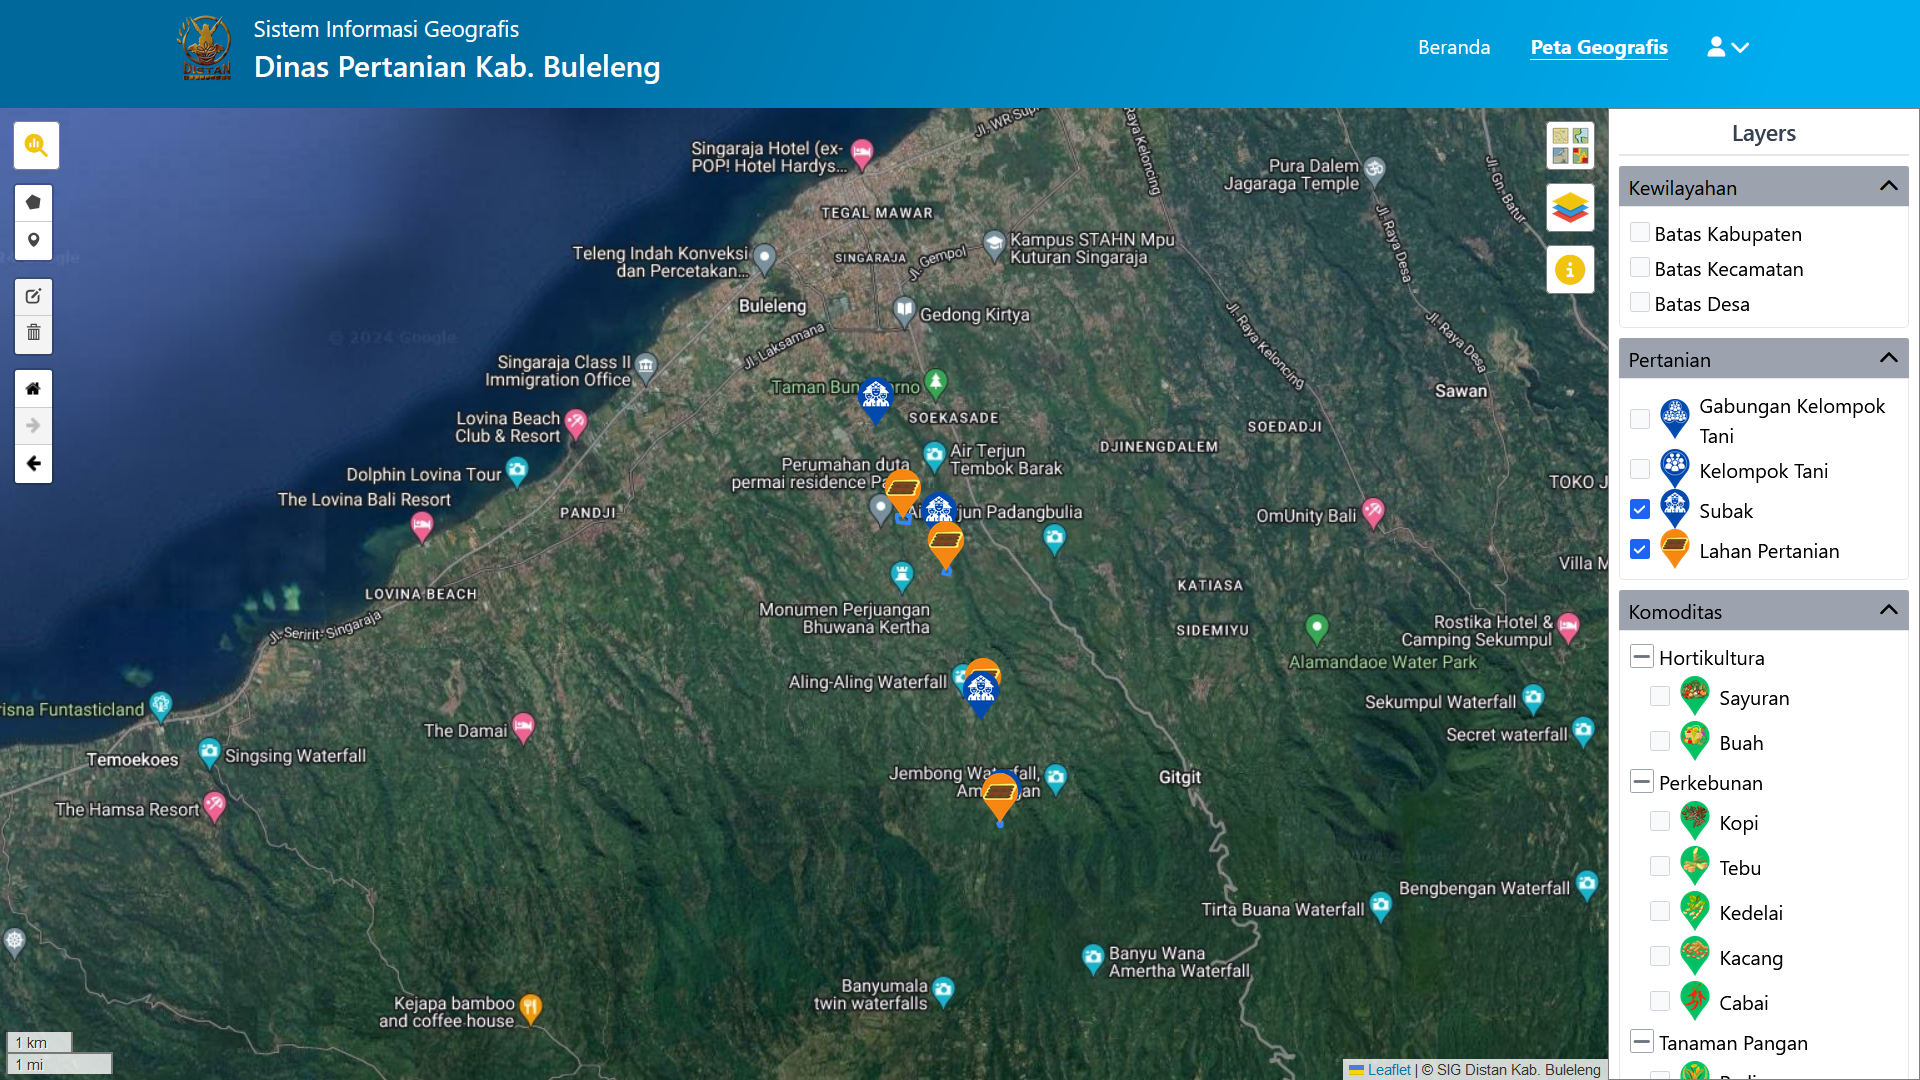 Sistem Informasi Geografis
Dinas Pertanian Kab. Buleleng
DISTAN
Beranda
Peta Geografis
Singaraja Hotel (ex-
POP! Hotel Hardys...
Jl. WR Sup
Raya Keloncing
Pura Dalem
Jagaraga Temple
Jl. Gn. Batur
TEGAL MAWAR
Teleng Indah Konveksi
dan Percetakan...
SINGARAJA
Jl. Gempol
Kampus STAHN Mpu
Kuturan Singaraja
Jl. Raya Desa
Buleleng
Gedong Kirtya
Jl. Laksamana
Jl. Raya Keloncing
Jl. Raya Desa
© 2024 Google
Singaraja Class II
Immigration Office
Taman Bun
rno
SOEKASADE
Sawan
Lovina Beach
Club & Resort
SOEDADJI
DJINENGDALEM
Air Terjun
Tembok Barak
Dolphin Lovina Tour
Perumahan duta
permai residence Pa
The Lovina Bali Resort
PANDJI
Ai
rjun Padangbulia
OmUnity Bali
TOKO J
Villa M
LOVINA BEACH
KATIASA
Monumen Perjuangan
Bhuwana Kertha
SIDEMIYU
Rostika Hotel &
Camping Sekumpul
Jl. Seririt- Singaraja
Alamandaoe Water Park
Aling-Aling Waterfall
Sekumpul Waterfall
risna Funtasticland
The Damai
Secret waterfall
Temoekoes
Singsing Waterfall
Jembong Wat
fall,
Am
gan
Gitgit
The Hamsa Resort
Bengbengan Waterfall
Tirta Buana Waterfall
Banyu Wana
Amertha Waterfall
Banyumala
twin waterfalls
Kejapa bamboo
and coffee house
1 km
1 mi
Leaflet | © SIG Distan Kab. Buleleng
Layers
Kewilayahan
Batas Kabupaten
Batas Kecamatan
Batas Desa
Pertanian
Gabungan Kelompok
Tani
Kelompok Tani
Subak
Lahan Pertanian
Komoditas
Hortikultura
Sayuran
Buah
Perkebunan
Kopi
Tebu
Kedelai
Kacang
Cabai
Tanaman Pangan